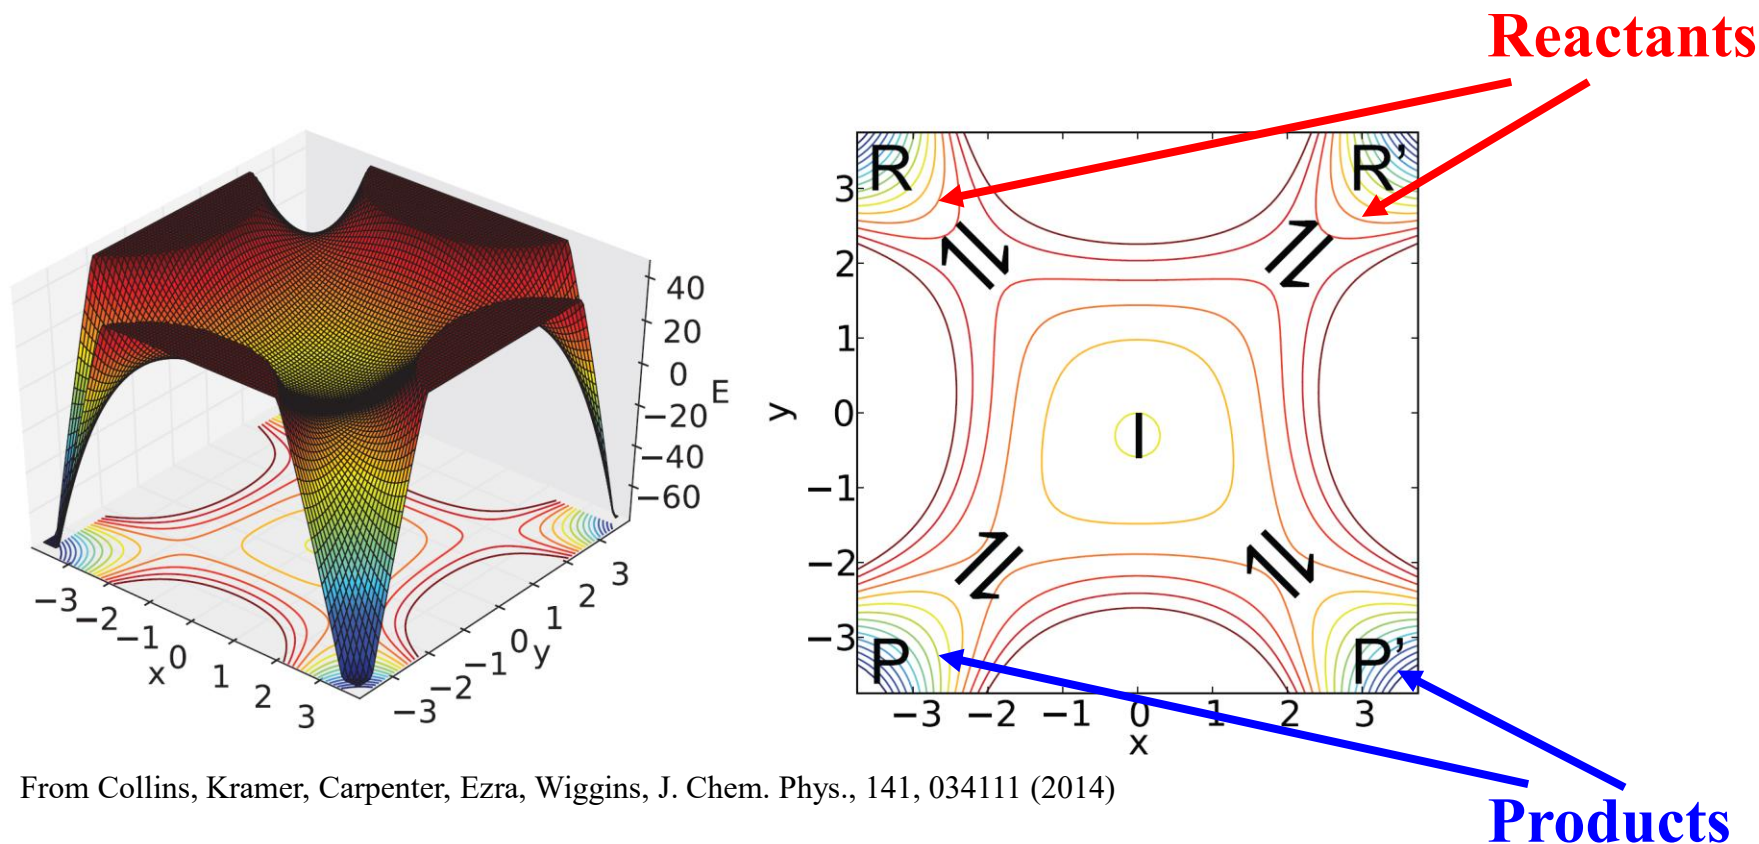 Reactants
40
20
0
−20
−40
−60
E
−3
−2
−1
0
1
2
3
x
−3
−2
−1
0
1
2
3
y
R
R’
⇌
⇌
I
⇌
⇌
P
P’
3
2
1
0
−1
−2
−3
y
−3 −2 −1 0 1 2 3
x
From Collins, Kramer, Carpenter, Ezra, Wiggins, J. Chem. Phys., 141, 034111 (2014)
Products